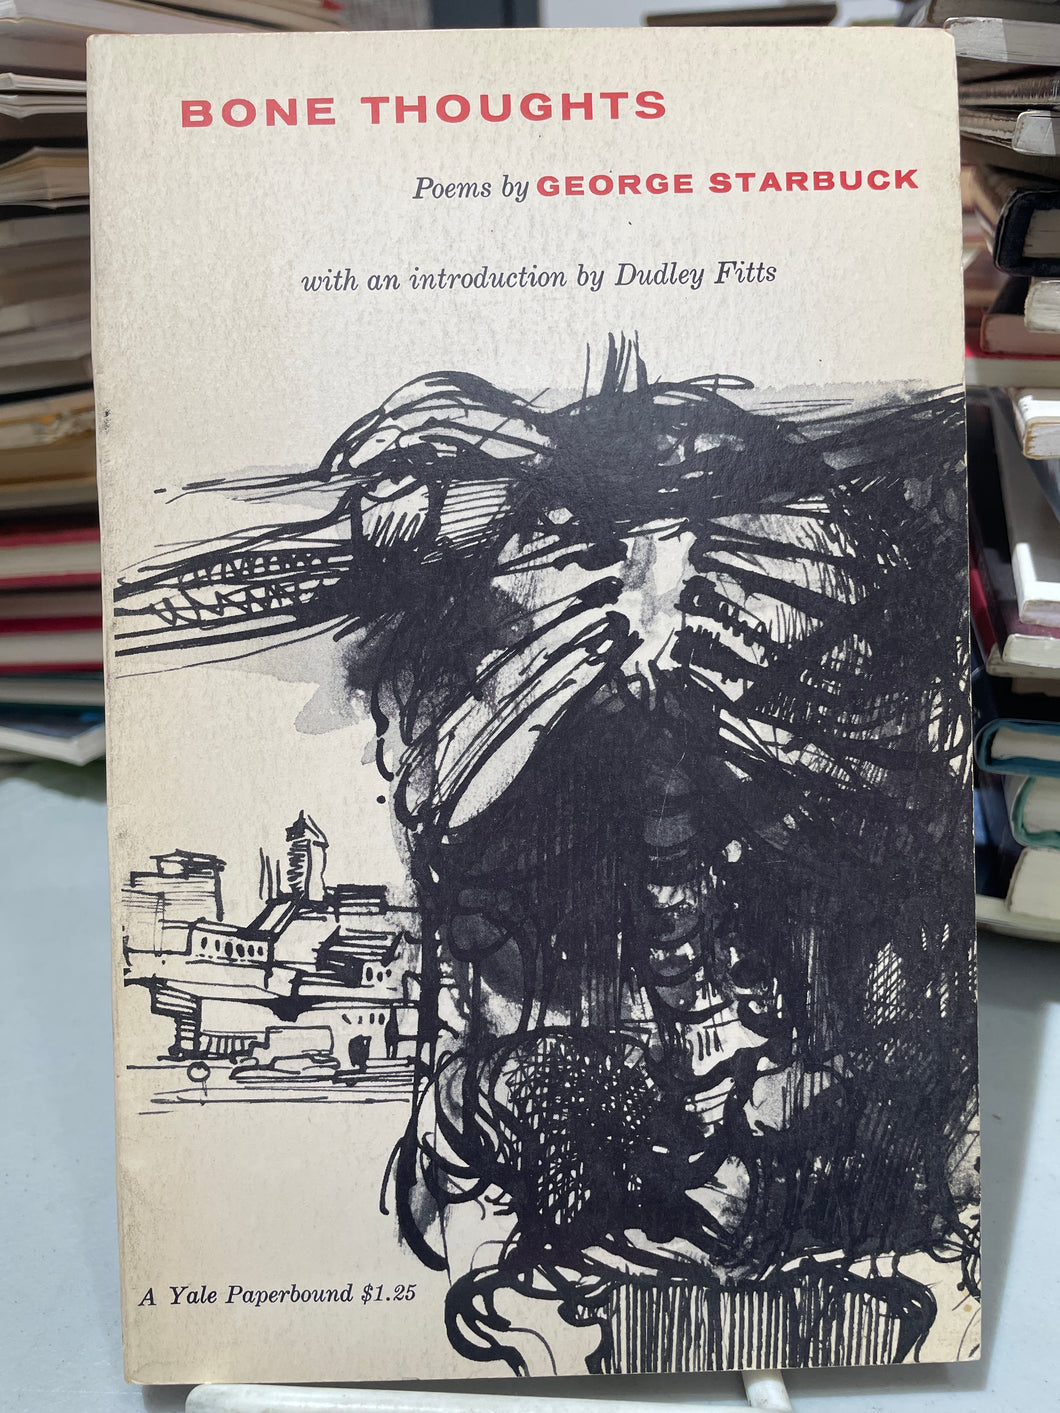 BONE THOUGHTS
Poems by GEORGE STARBUCK
with an introduction by Dudley Fitts
A Yale Paperbound $1.25